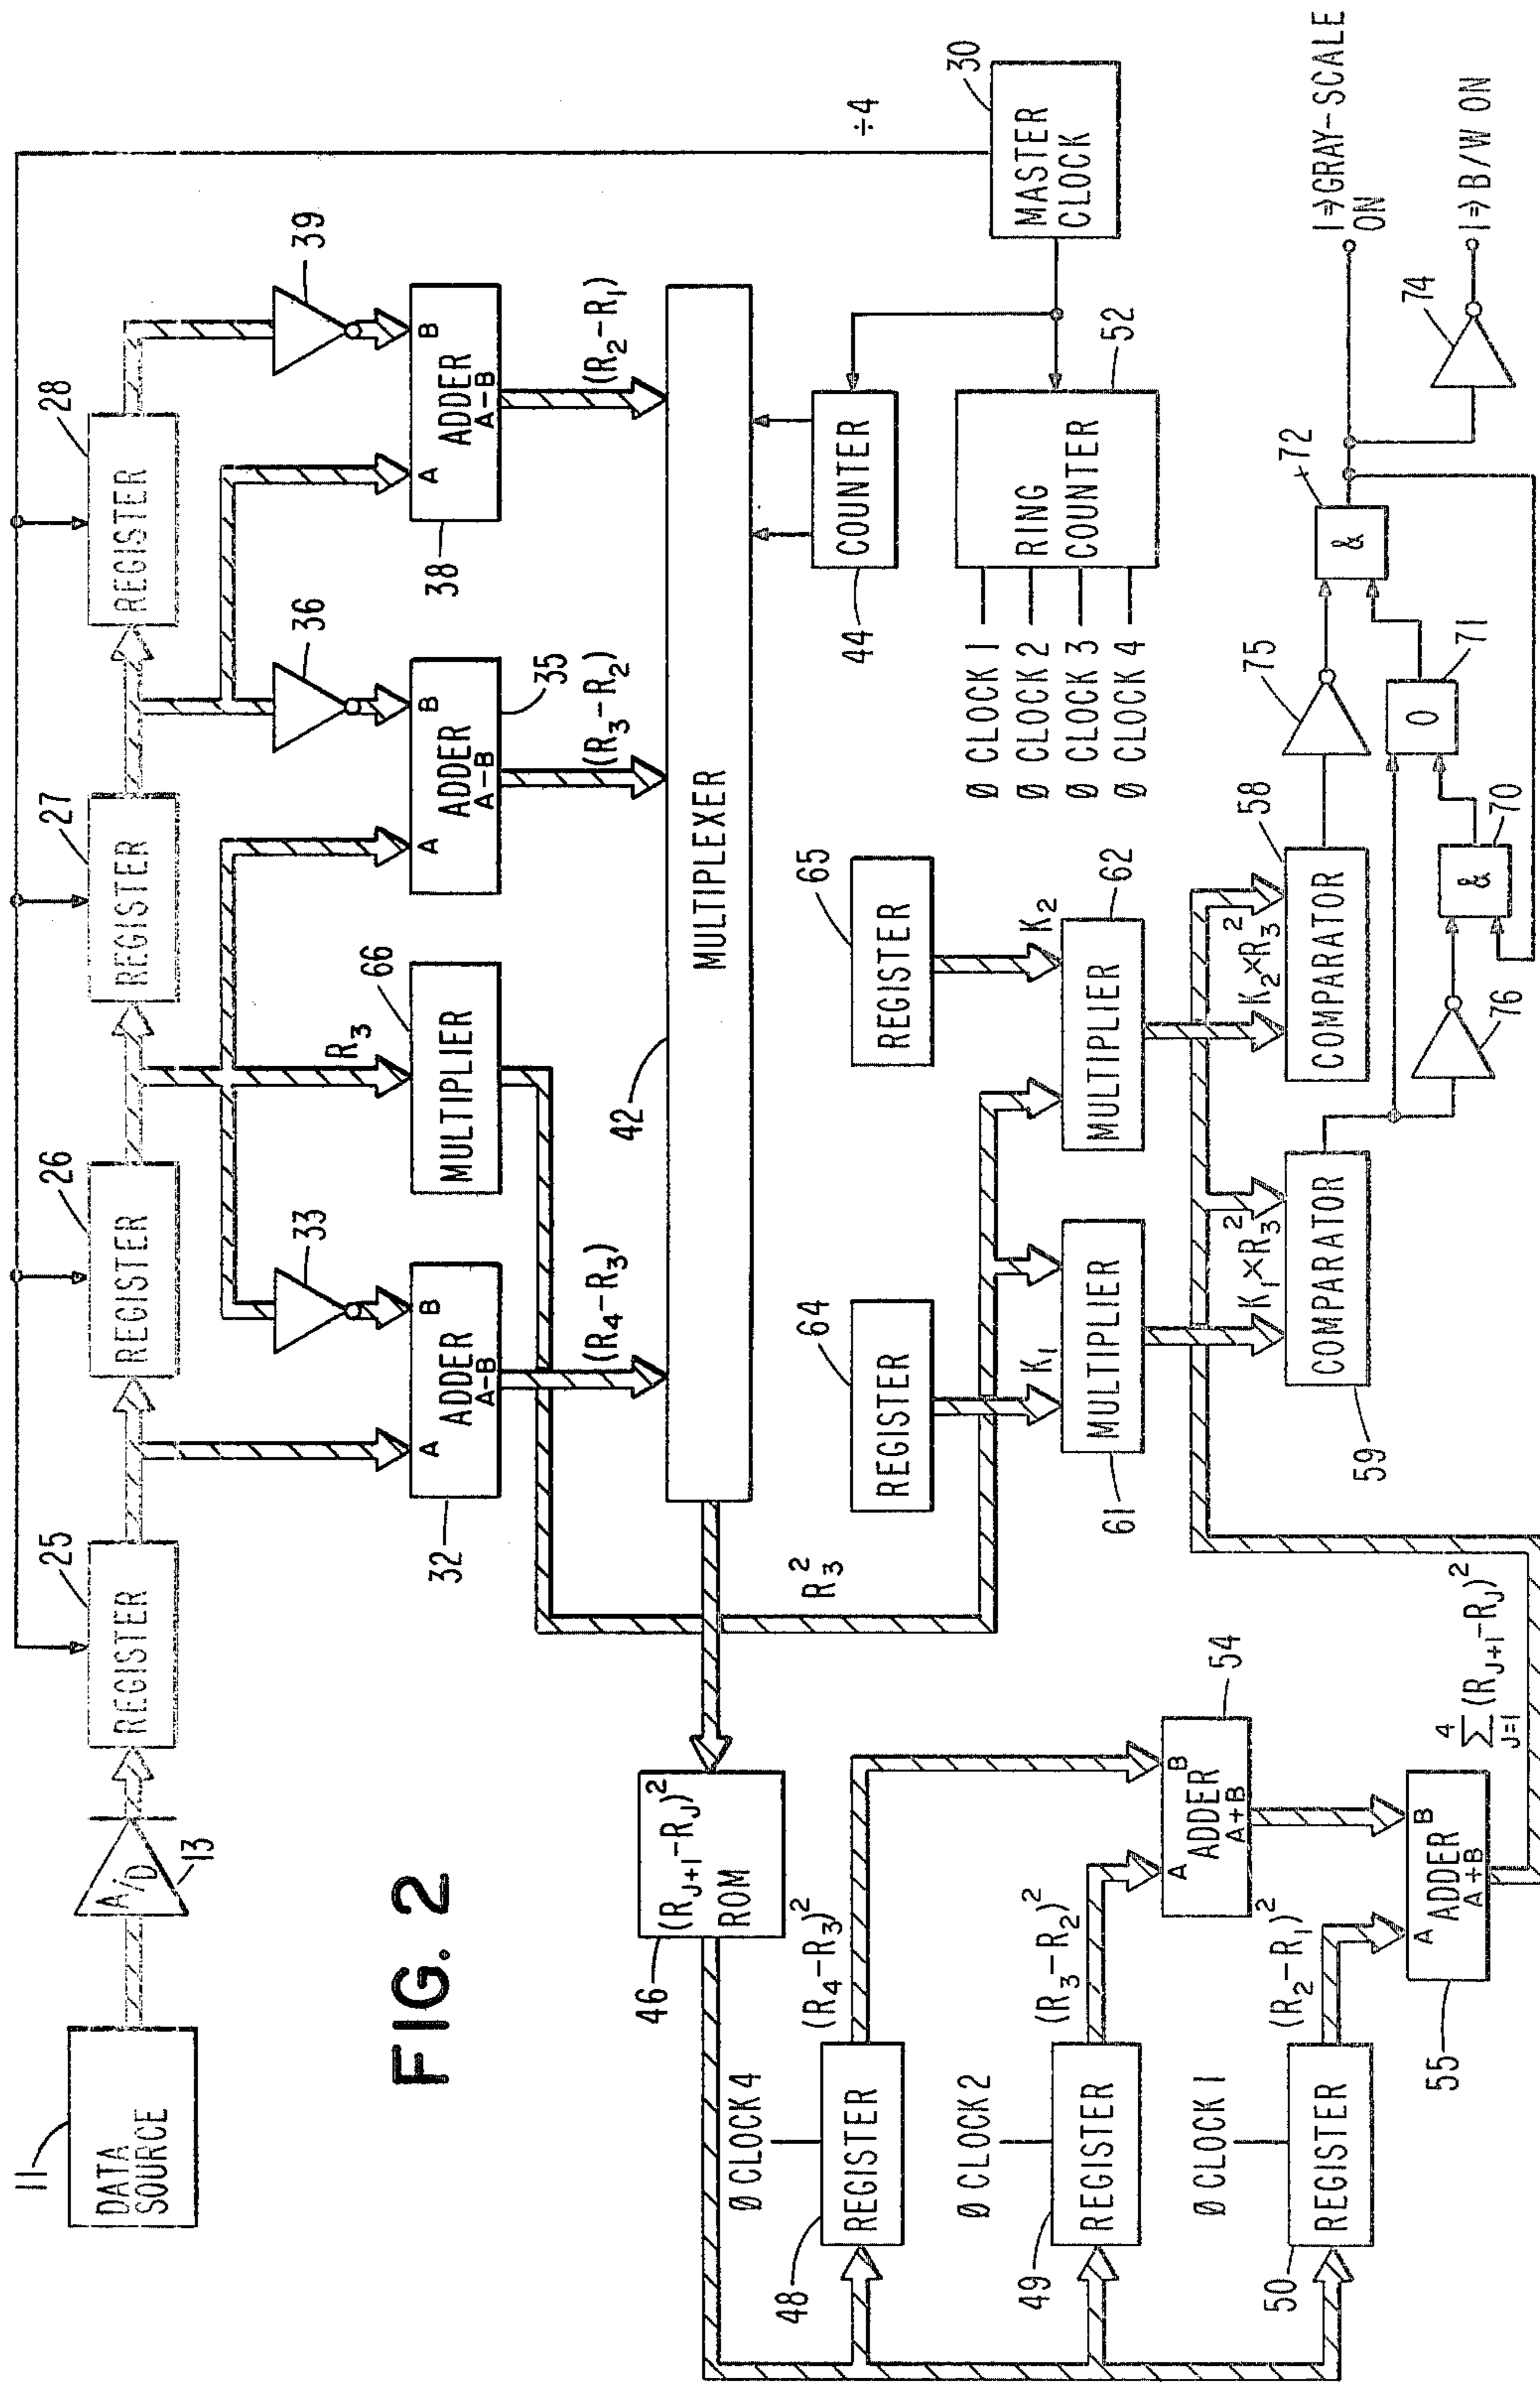 FIG. 2
11
DATA
SOURCE
A/D
13
REGISTER
25
REGISTER
26
REGISTER
27
REGISTER
28
A
B
ADDER
A-B
32
33
R₃
MULTIPLIER
66
A
B
ADDER
A-B
35
36
A
B
ADDER
A-B
38
39
(R₄-R₃)
(R₃-R₂)
(R₂-R₁)
MULTIPLEXER
42
÷4
MASTER
CLOCK
30
COUNTER
44
RING
COUNTER
52
Ø CLOCK 1
Ø CLOCK 2
Ø CLOCK 3
Ø CLOCK 4
(R_J+1-R_J)²
ROM
46
R₃²
Ø CLOCK 4
REGISTER
48
(R₄-R₃)²
Ø CLOCK 2
REGISTER
49
(R₃-R₂)²
Ø CLOCK 1
REGISTER
50
(R₂-R₁)²
A
B
ADDER
A+B
54
A
B
ADDER
A+B
55
4
Σ (R_J+1-R_J)²
J=1
REGISTER
64
K₁
REGISTER
65
K₂
MULTIPLIER
61
MULTIPLIER
62
K₁×R₃²
K₂×R₃²
COMPARATOR
59
COMPARATOR
58
75
76
&
70
O
71
&
72
74
1⇒GRAY-SCALE
ON
1⇒B/W ON